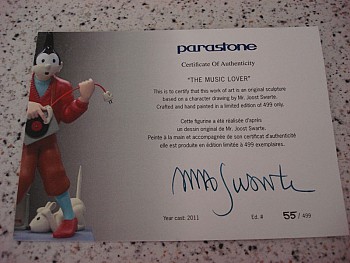 parastone
Certificate Of Authenticity
"THE MUSIC LOVER"
This is to certify that this work of art is an original sculpture
based on a character drawing by Mr. Joost Swarte.
Crafted and hand painted in a limited edition of 499 only.
Cette figurine a été réalisée d'après
un dessin original de Mr. Joost Swarte.
Peinte à la main et accompagnée de son certificat d'authenticité
elle est produite en édition limitée à 499 exemplaires.
Swarte
Year cast: 2011 Ed. # 55 / 499